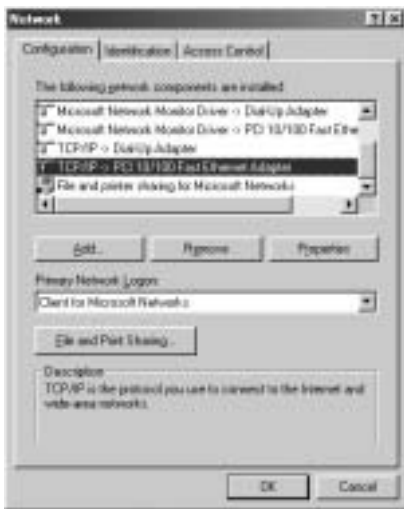 Network
Configuration Identification Access Control
The following network components are installed:
Microsoft Network Monitor Driver -> Dial-Up Adapter
Microsoft Network Monitor Driver -> PCI 10/100 Fast Ethe
TCP/IP -> Dial-Up Adapter
TCP/IP -> PCI 10/100 Fast Ethernet Adapter
File and printer sharing for Microsoft Networks
Add... Remove Properties
Primary Network Logon:
Client for Microsoft Networks
File and Print Sharing...
Description
TCP/IP is the protocol you use to connect to the Internet and
wide-area networks.
OK Cancel